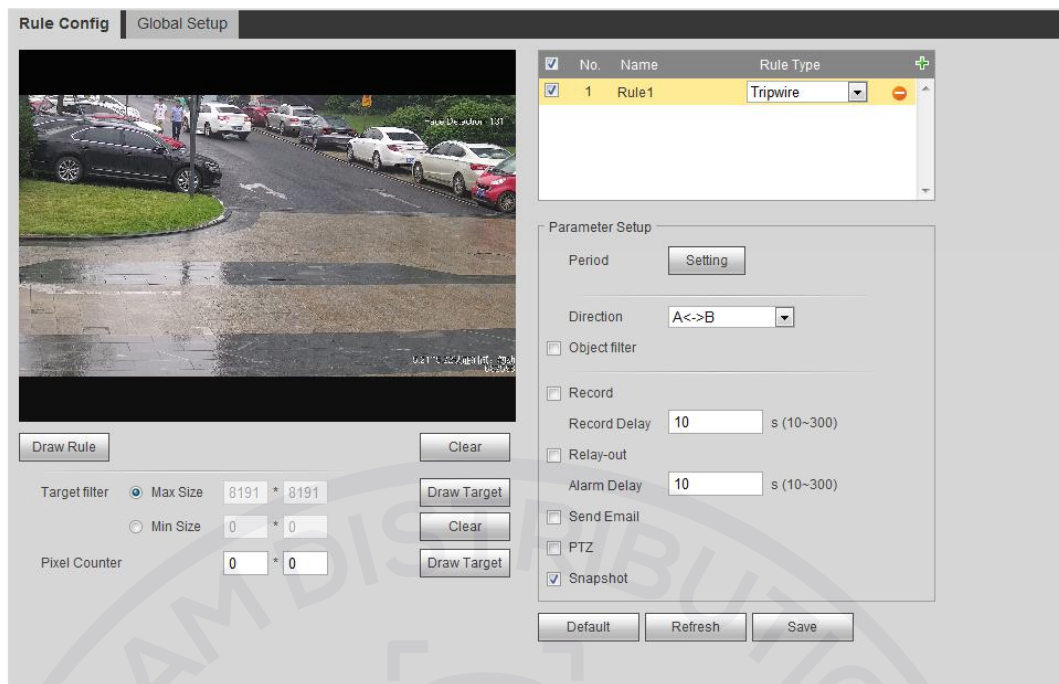 Rule Config Global Setup
No. Name Rule Type
1 Rule1 Tripwire
Parameter Setup
Period Setting
Direction A<->B
Object filter
Record
Record Delay 10 s (10~300)
Relay-out
Alarm Delay 10 s (10~300)
Send Email
PTZ
Snapshot
Default Refresh Save
Draw Rule Clear
Target filter Max Size 8191 * 8191 Draw Target
Min Size 0 * 0 Clear
Pixel Counter 0 * 0 Draw Target